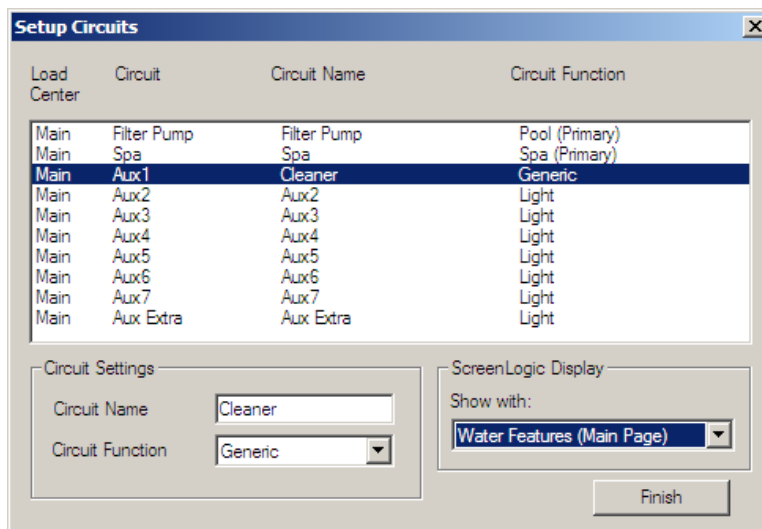 Setup Circuits
Load Center Circuit Circuit Name Circuit Function
Main Filter Pump Filter Pump Pool (Primary)
Main Spa Spa Spa (Primary)
Main Aux1 Cleaner Generic
Main Aux2 Aux2 Light
Main Aux3 Aux3 Light
Main Aux4 Aux4 Light
Main Aux5 Aux5 Light
Main Aux6 Aux6 Light
Main Aux7 Aux7 Light
Main Aux Extra Aux Extra Light
Circuit Settings
Circuit Name Cleaner
Circuit Function Generic
ScreenLogic Display
Show with:
Water Features (Main Page)
Finish